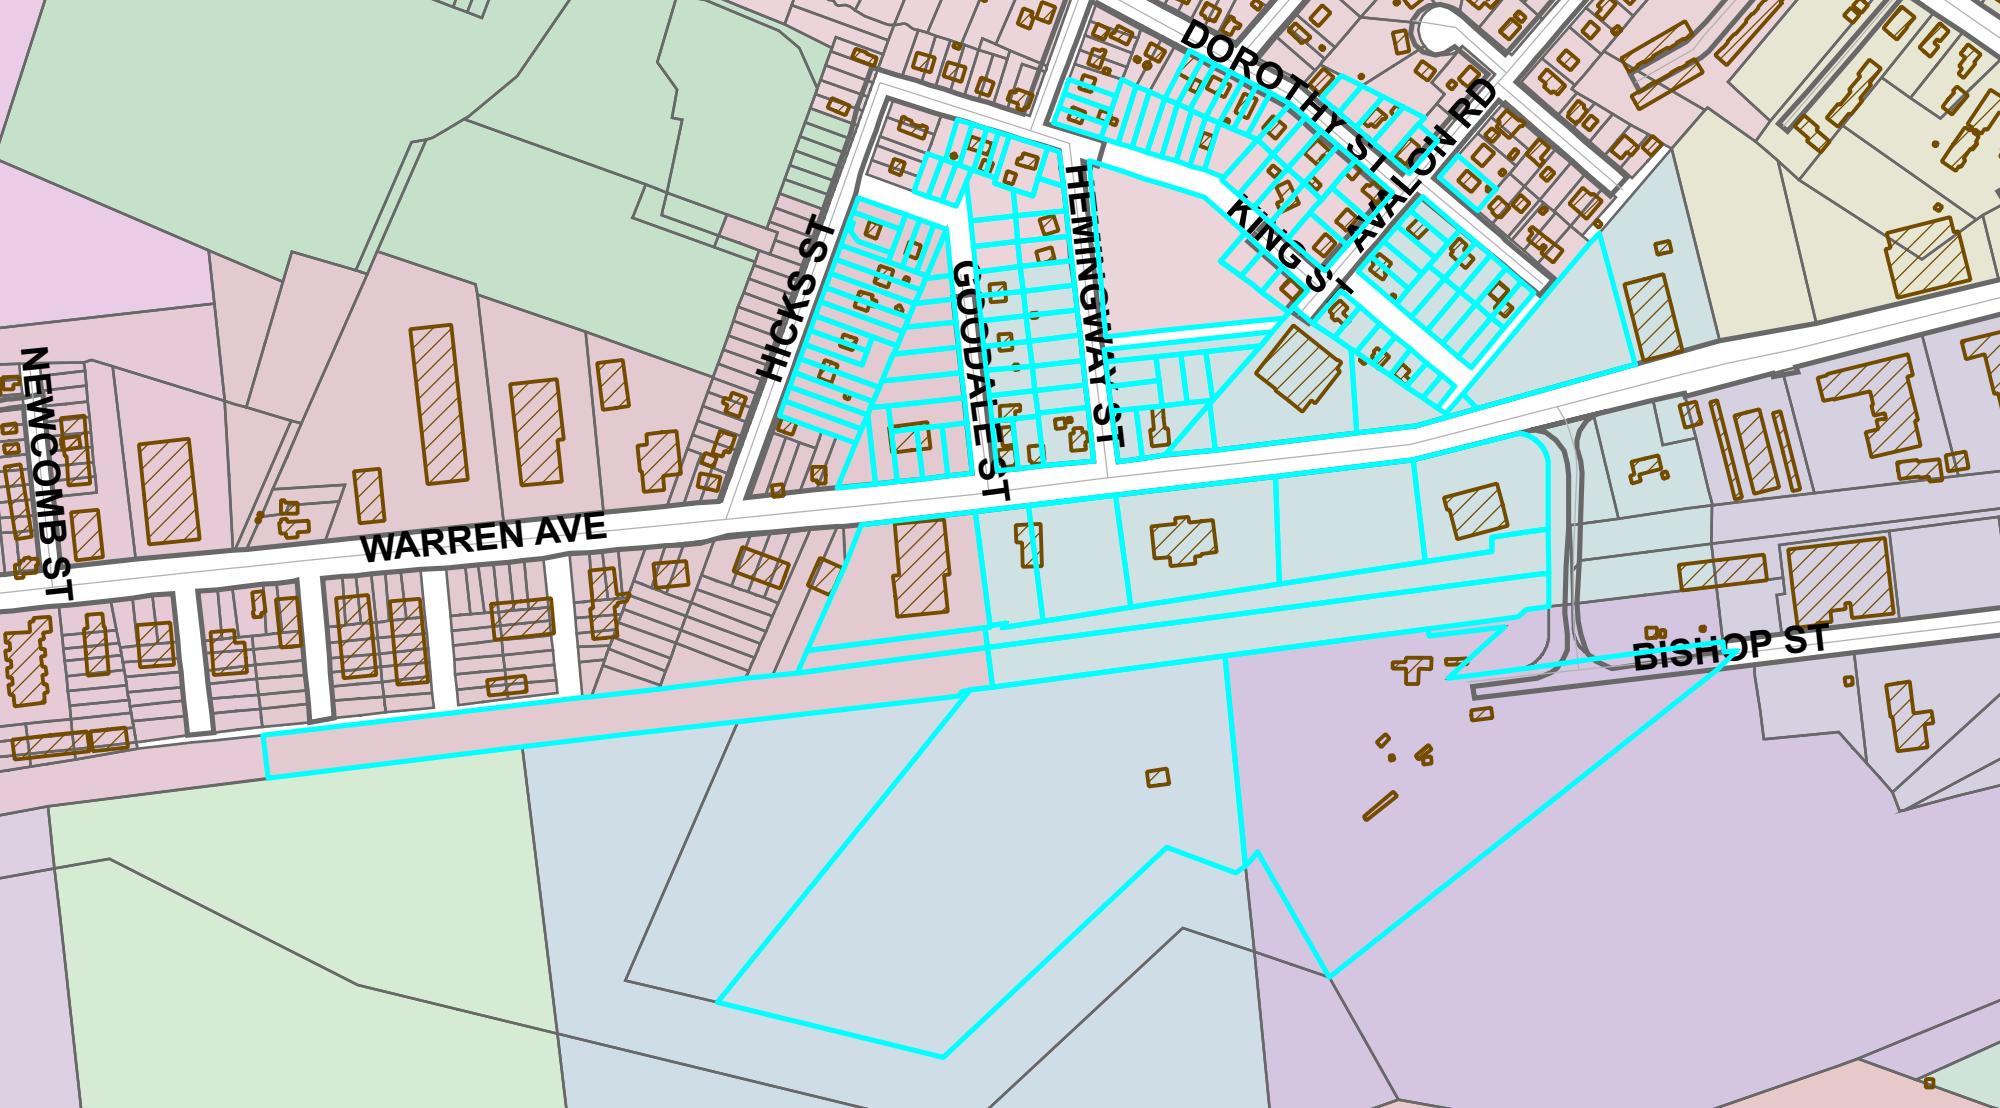 DOROTHY ST
AVALON RD
KING ST
HEMINGWAY ST
HICKS ST
GOODALE ST
NEWCOMB ST
WARREN AVE
BISHOP ST